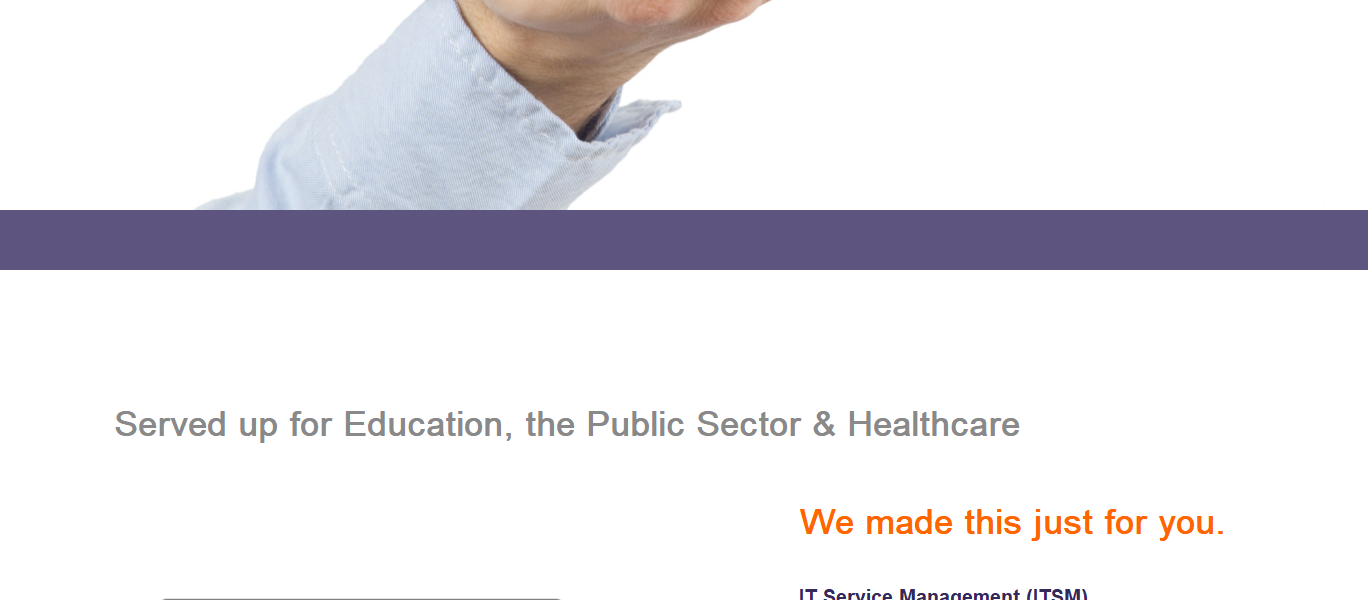 Served up for Education, the Public Sector & Healthcare
We made this just for you.
IT Service Management (ITSM)